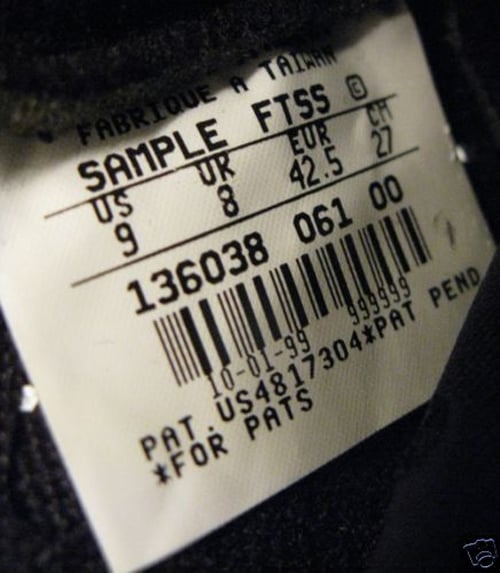 FABRIQUE A TAIWAN
SAMPLE FTSS ©
US UK EUR CM
9 8 42.5 27
136038 061 00
10-01-99 999999
PAT.US4817304*PAT PEND
*FOR PATS